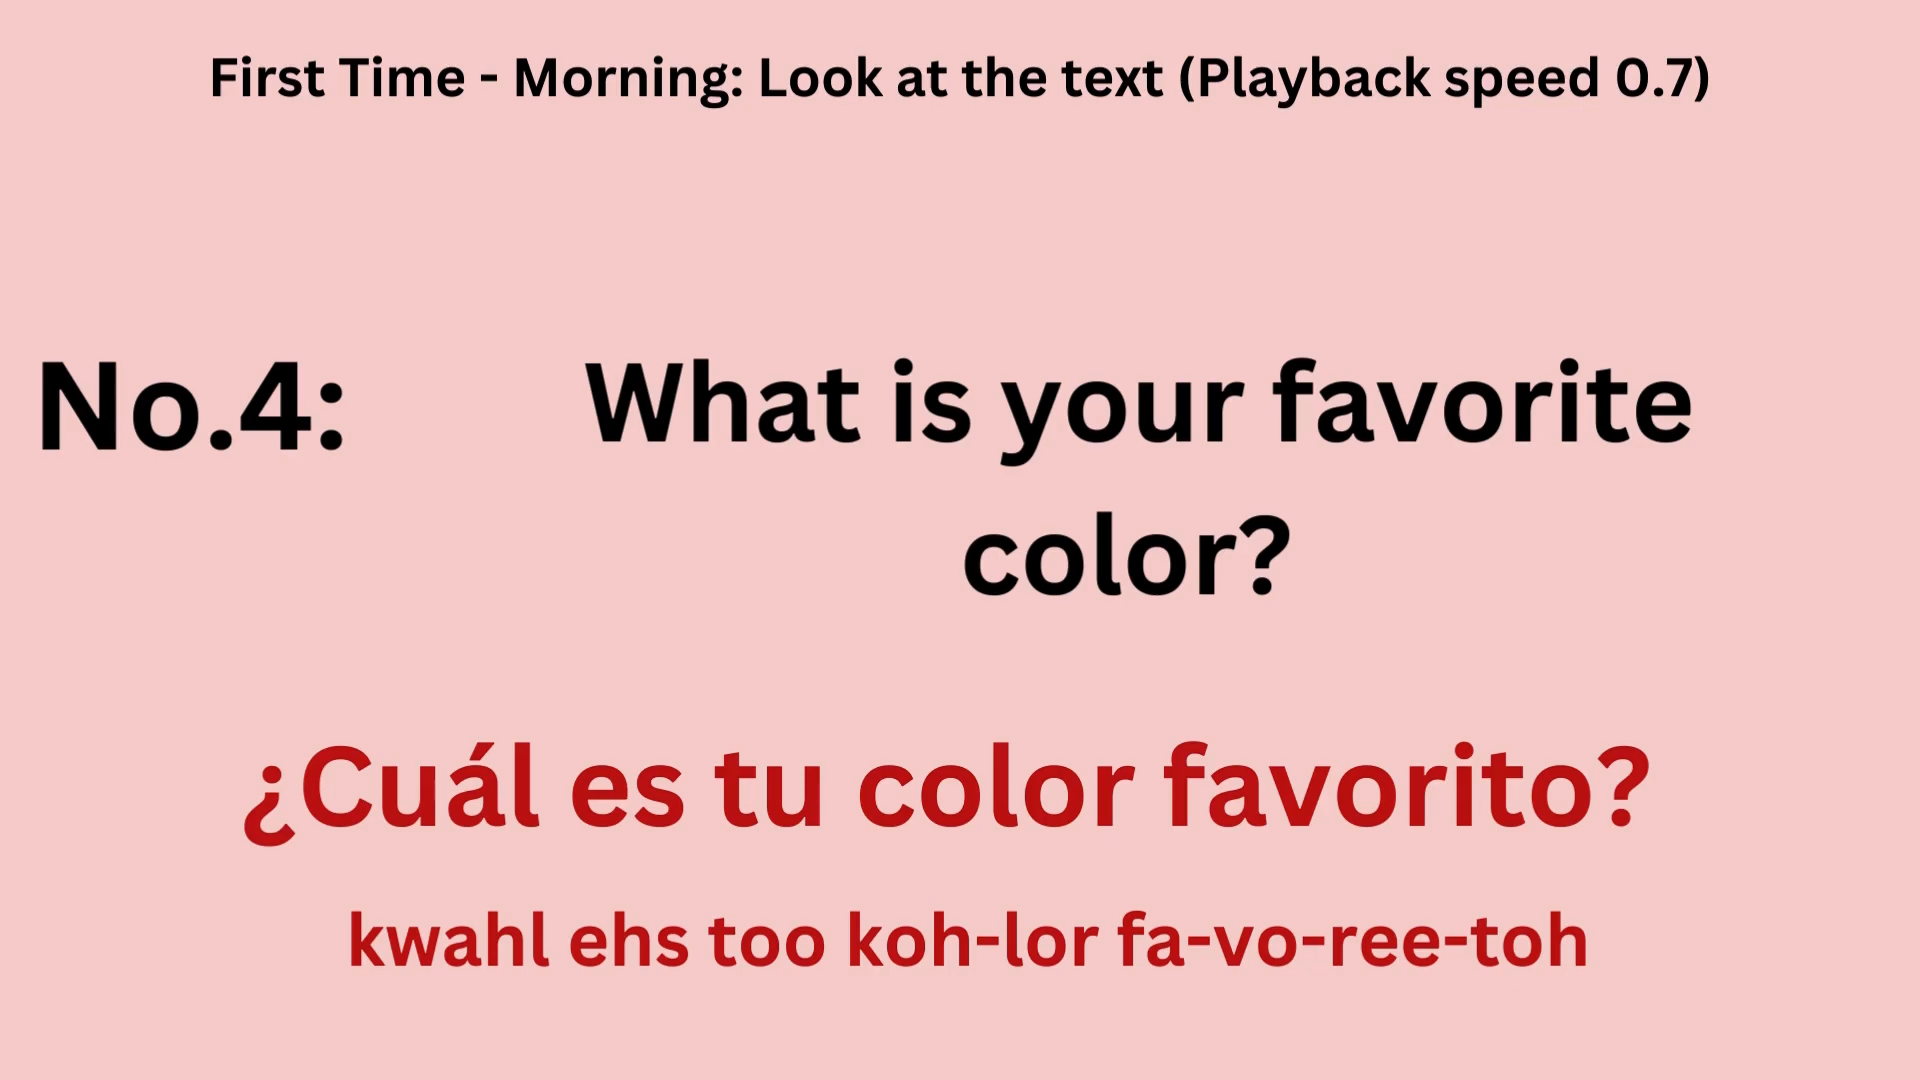 First Time - Morning: Look at the text (Playback speed 0.7)
No.4:
What is your favorite
color?
¿Cuál es tu color favorito?
kwahl ehs too koh-lor fa-vo-ree-toh